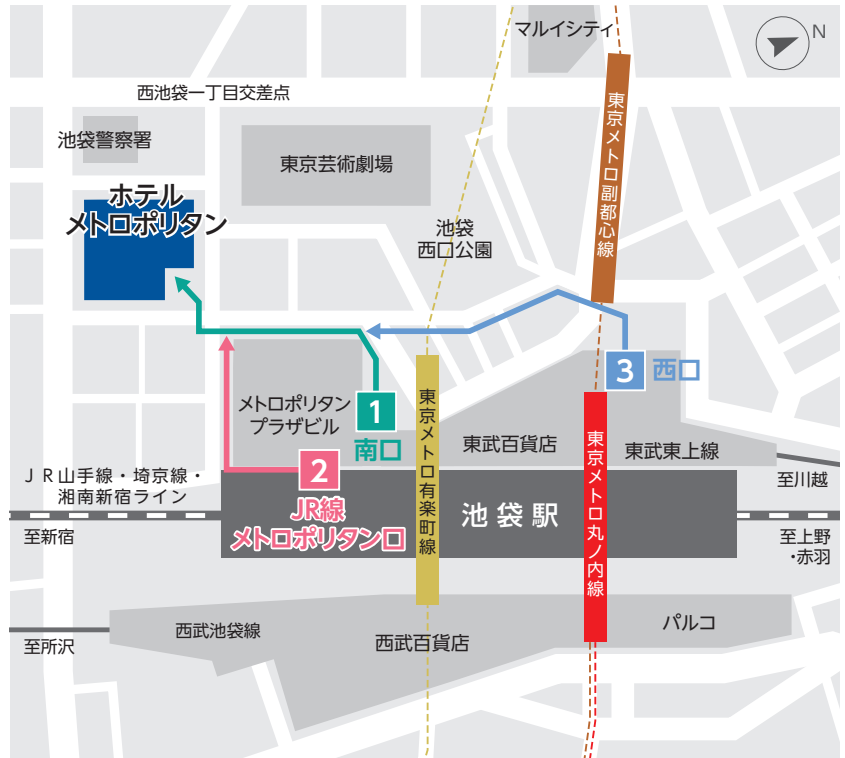 マルイシティ
N
西池袋一丁目交差点
池袋警察署
東京芸術劇場
東京メトロ副都心線
ホテル
メトロポリタン
池袋
西口公園
3
西口
メトロポリタン
プラザビル
1
南口
東京メトロ有楽町線
東武百貨店
東京メトロ丸ノ内線
東武東上線
2
JR線
メトロポリタン口
JR山手線・埼京線・
湘南新宿ライン
至新宿
池袋駅
至川越
至上野
・赤羽
至所沢
西武池袋線
西武百貨店
パルコ